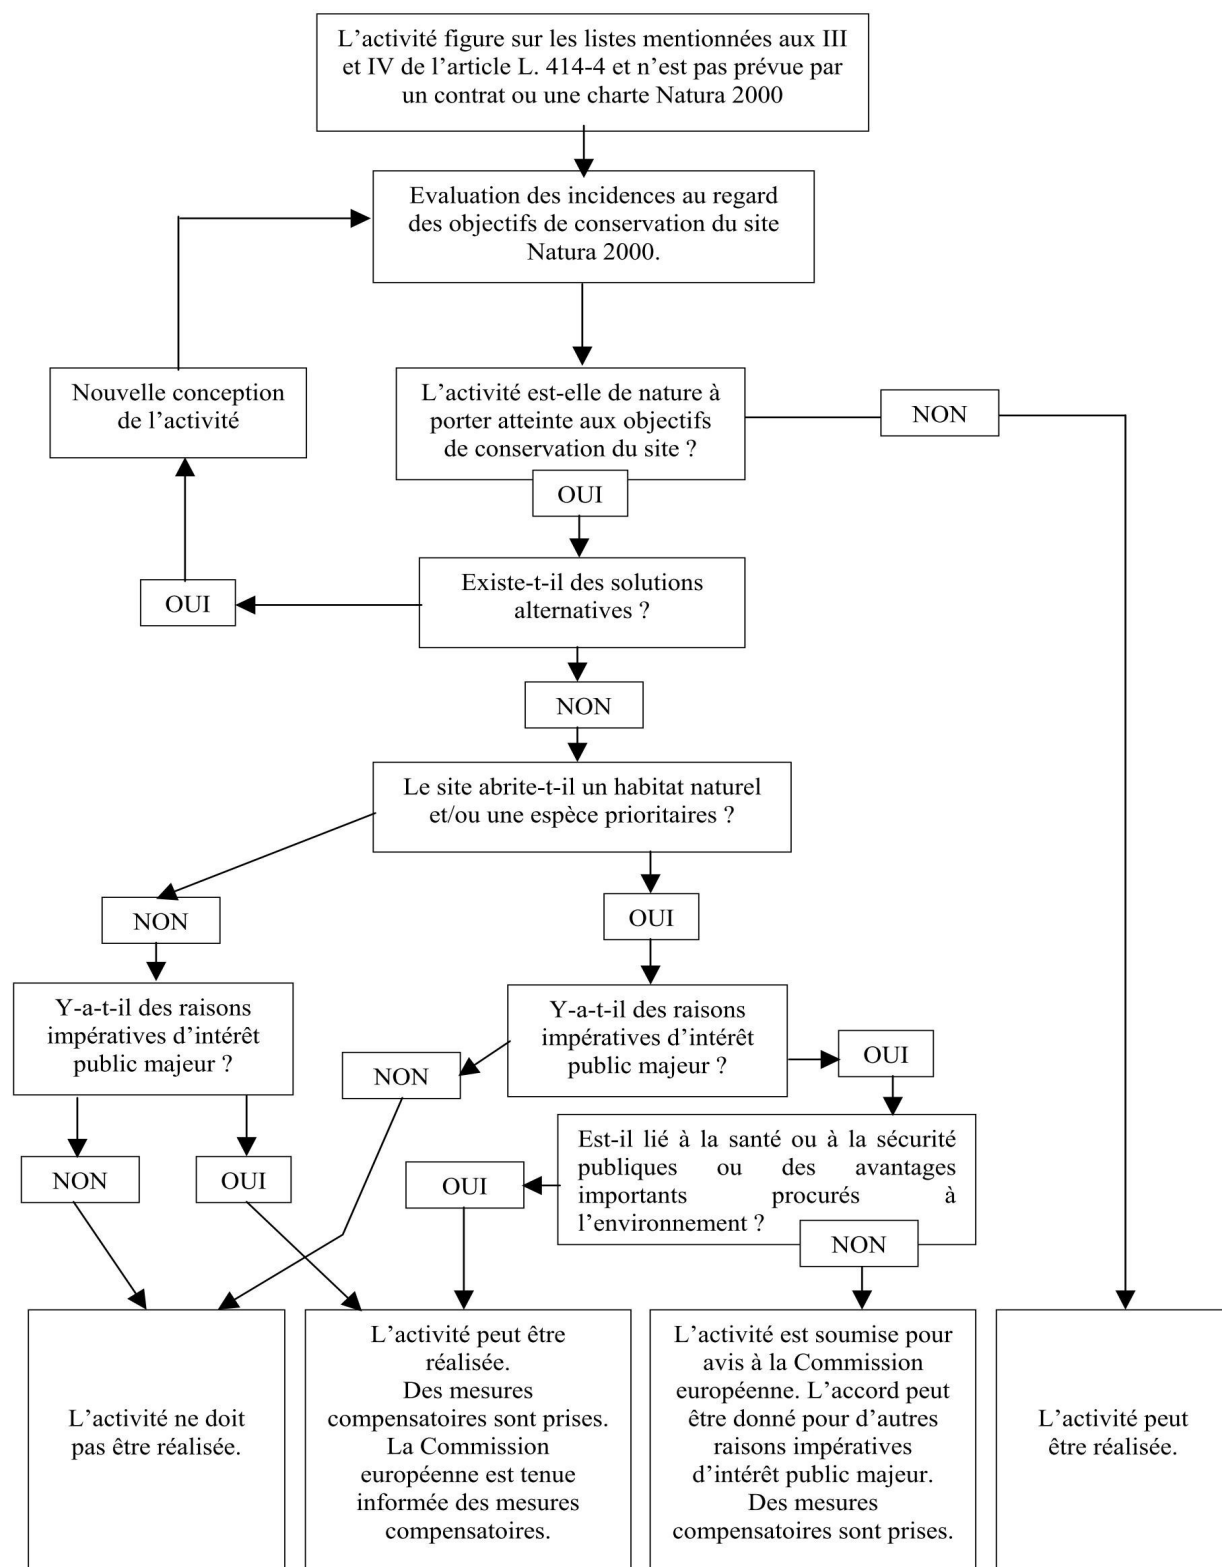 L’activité figure sur les listes mentionnées aux III
et IV de l’article L. 414-4 et n’est pas prévue par
un contrat ou une charte Natura 2000
Evaluation des incidences au regard
des objectifs de conservation du site
Natura 2000.
Nouvelle conception
de l’activité
L’activité est-elle de nature à
porter atteinte aux objectifs
de conservation du site ?
NON
OUI
OUI
Existe-t-il des solutions
alternatives ?
NON
Le site abrite-t-il un habitat naturel
et/ou une espèce prioritaires ?
NON
OUI
Y-a-t-il des raisons
impératives d’intérêt
public majeur ?
Y-a-t-il des raisons
impératives d’intérêt
public majeur ?
NON
OUI
NON
OUI
OUI
Est-il lié à la santé ou à la sécurité
publiques ou des avantages
importants procurés à
l’environnement ?
NON
L’activité ne doit
pas être réalisée.
L’activité peut être
réalisée.
Des mesures
compensatoires sont prises.
La Commission
européenne est tenue
informée des mesures
compensatoires.
L’activité est soumise pour
avis à la Commission
européenne. L’accord peut
être donné pour d’autres
raisons impératives
d’intérêt public majeur.
Des mesures
compensatoires sont prises.
L’activité peut
être réalisée.